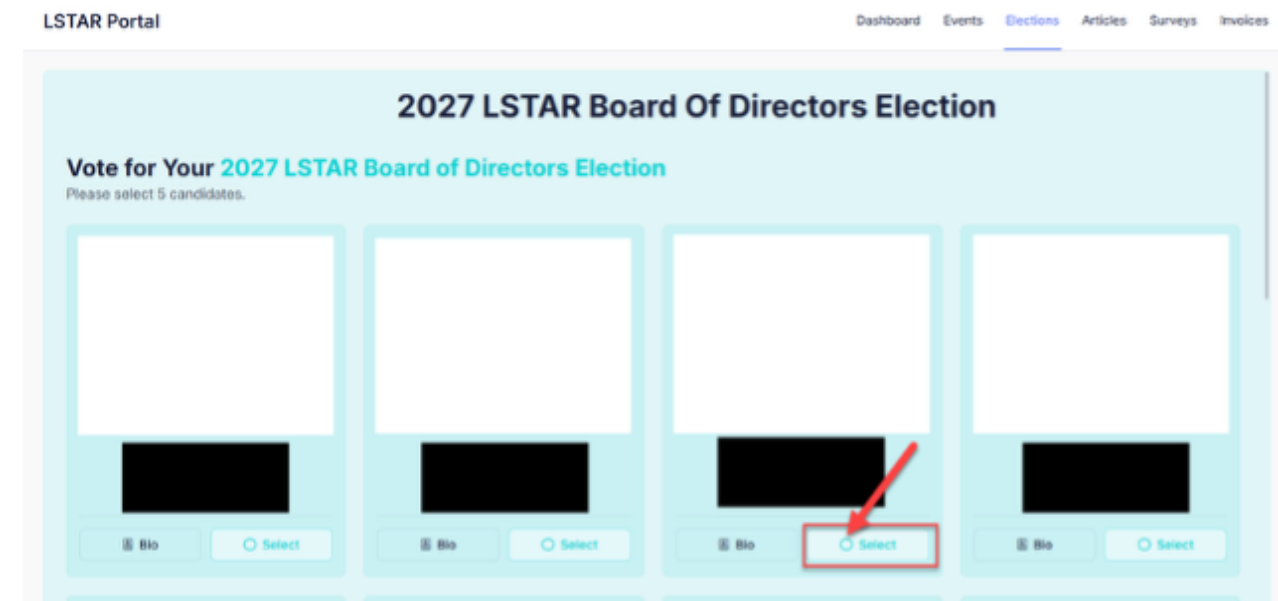 LSTAR Portal
Dashboard Events Elections Articles Surveys Invoices
2027 LSTAR Board Of Directors Election
Vote for Your 2027 LSTAR Board of Directors Election
Please select 5 candidates.
Bio Select Bio Select Bio Select Bio Select